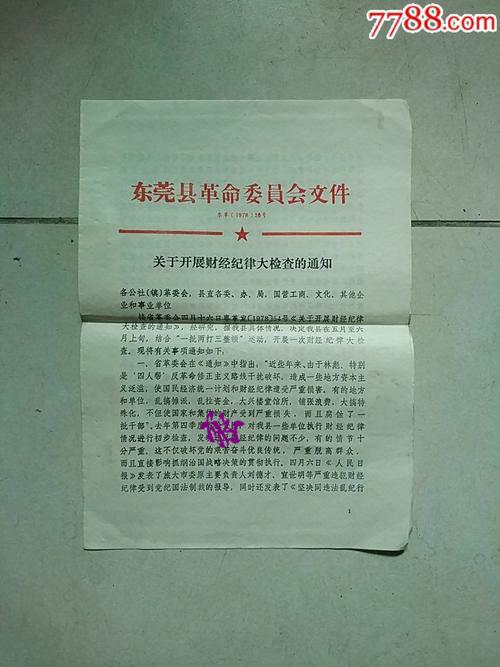 7788.com
东莞县革命委員会文件
东革〔1978〕38号
关于开展财经纪律大检查的通知
各公社(镇)革委会,县直各委、办、局,国营工商、文化、其他企
业和事业单位
接省革委会四月十六日粤革发〔1978〕54号《关于开展财经纪律
大检查的通知》,经研究,根我县具体情况,决定我县在五月至六
月上旬,结合“一批两打三整顿”运动,开展一次财经纪律大检
查。现将有关事项通知如下:
一、省革委会在《通知》中指出,“近些年来、由于林彪、特别
是‘四人帮’反革命修正主义路线干扰破坏,造成一些地方资本主
义泛滥,使国民经济统一计划和财经纪律遭受严重损害。有的地方
和单位,乱搞摊派,乱拉资金,大兴楼堂馆所,铺张浪费,大搞特
殊化,不但使国家和集体的财产受到严重损失,而且腐蚀了一
批干部”。去年第四季度 对我县一些单位执行财经纪律
情况进行初步检查,发 经纪律的问题不少,有的情节十
分严重。这不仅破坏党的艰苦奋斗优良传统,严重脱离群众,
而且直接影响抓纲治国战略决策的贯彻执行。四月六日《人民日
报》发表了旅大市委原主要负责人刘德才、宣世明等严重违犯财经
纪律受到党纪国法制裁的报导,同时还发表了《坚决同违法乱纪行
1